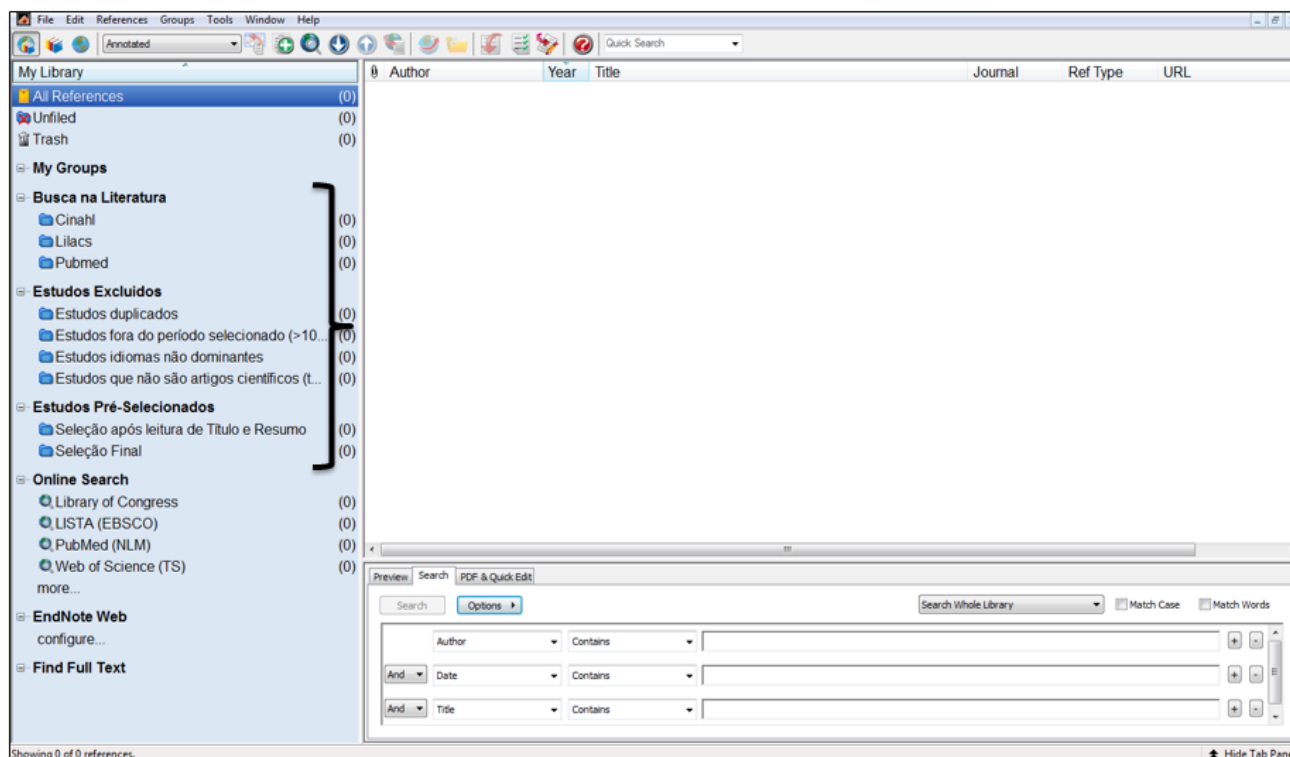 File Edit References Groups Tools Window Help
Annotated Quick Search
My Library
All References (0)
Unfiled (0)
Trash (0)
My Groups
Busca na Literatura
Cinahl (0)
Lilacs (0)
Pubmed (0)
Estudos Excluidos
Estudos duplicados (0)
Estudos fora do período selecionado (>10... (0)
Estudos idiomas não dominantes (0)
Estudos que não são artigos científicos (t... (0)
Estudos Pré-Selecionados
Seleção após leitura de Título e Resumo (0)
Seleção Final (0)
Online Search
Library of Congress (0)
LISTA (EBSCO) (0)
PubMed (NLM) (0)
Web of Science (TS) (0)
more...
EndNote Web
configure...
Find Full Text
Author Year Title Journal Ref Type URL
Preview Search PDF & Quick Edit
Search Options Search Whole Library Match Case Match Words
Author Contains + -
And Date Contains + -
And Title Contains + -
Showing 0 of 0 references. Hide Tab Pane